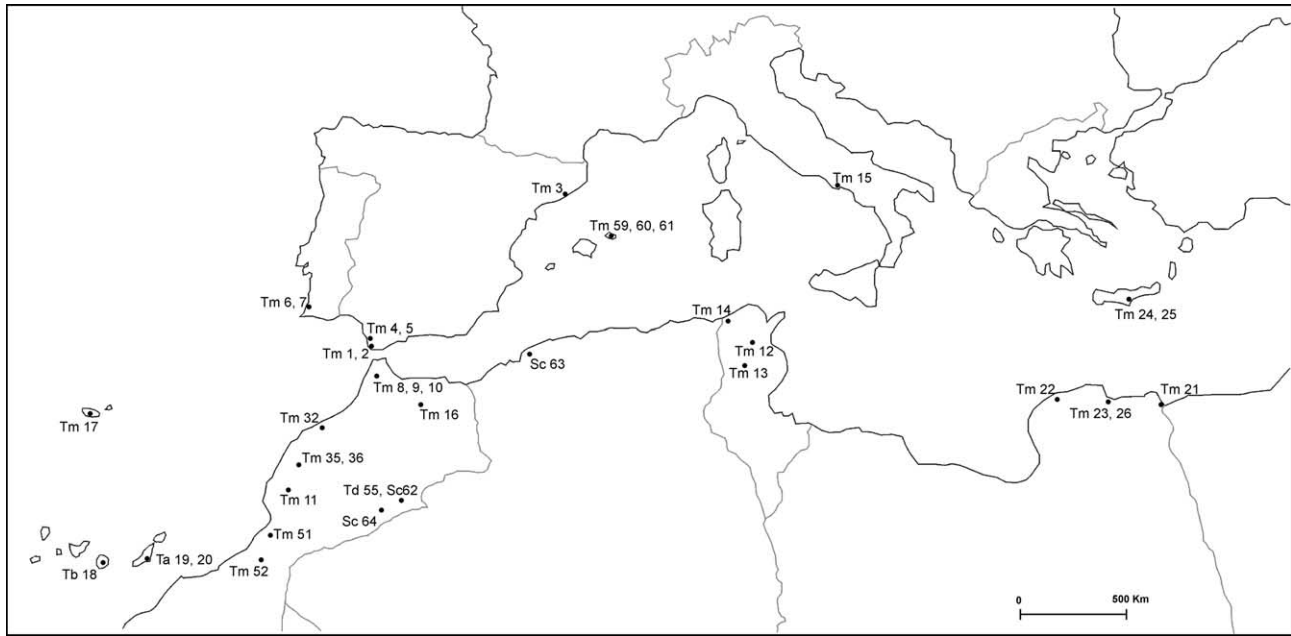 Tm 15
Tm 3
Tm 59, 60, 61
Tm 6, 7
Tm 24, 25
Tm 14
Tm 4, 5
Tm 12
Tm 1, 2
Sc 63
Tm 13
Tm 8, 9, 10
Tm 22
Tm 21
Tm 16
Tm 23, 26
Tm 17
Tm 32
Tm 35, 36
Td 55, Sc62
Tm 11
Sc 64
Tm 51
Ta 19, 20
Tm 52
Tb 18
0 500 Km